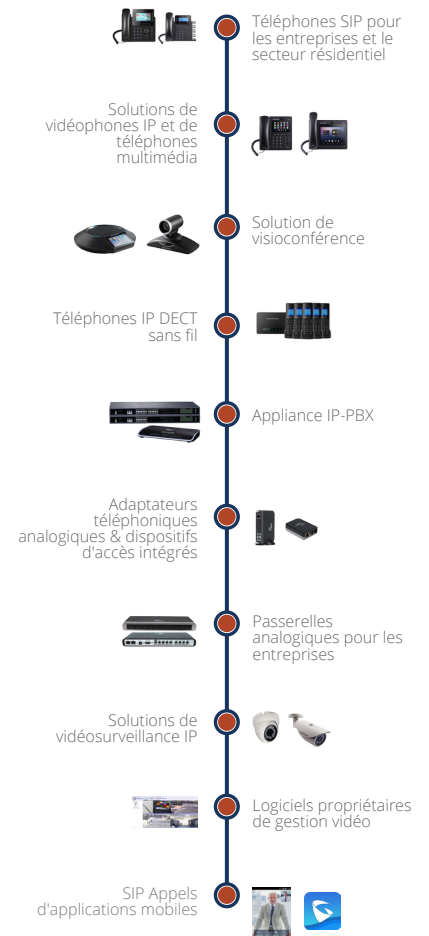 Téléphones SIP pour
les entreprises et le
secteur résidentiel
Solutions de
vidéophones IP et de
téléphones
multimédia
Solution de
visioconférence
Téléphones IP DECT
sans fil
Appliance IP-PBX
Adaptateurs
téléphoniques
analogiques & dispositifs
d'accès intégrés
Passerelles
analogiques pour les
entreprises
Solutions de
vidéosurveillance IP
Logiciels propriétaires
de gestion vidéo
SIP Appels
d'applications mobiles